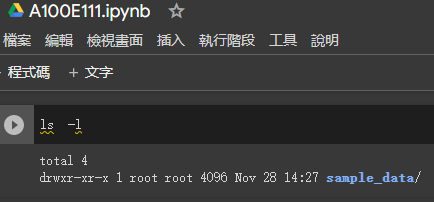 A100E111.ipynb
檔案 編輯 檢視畫面 插入 執行階段 工具 說明
程式碼 + 文字
ls -l
total 4
drwxr-xr-x 1 root root 4096 Nov 28 14:27 sample_data/